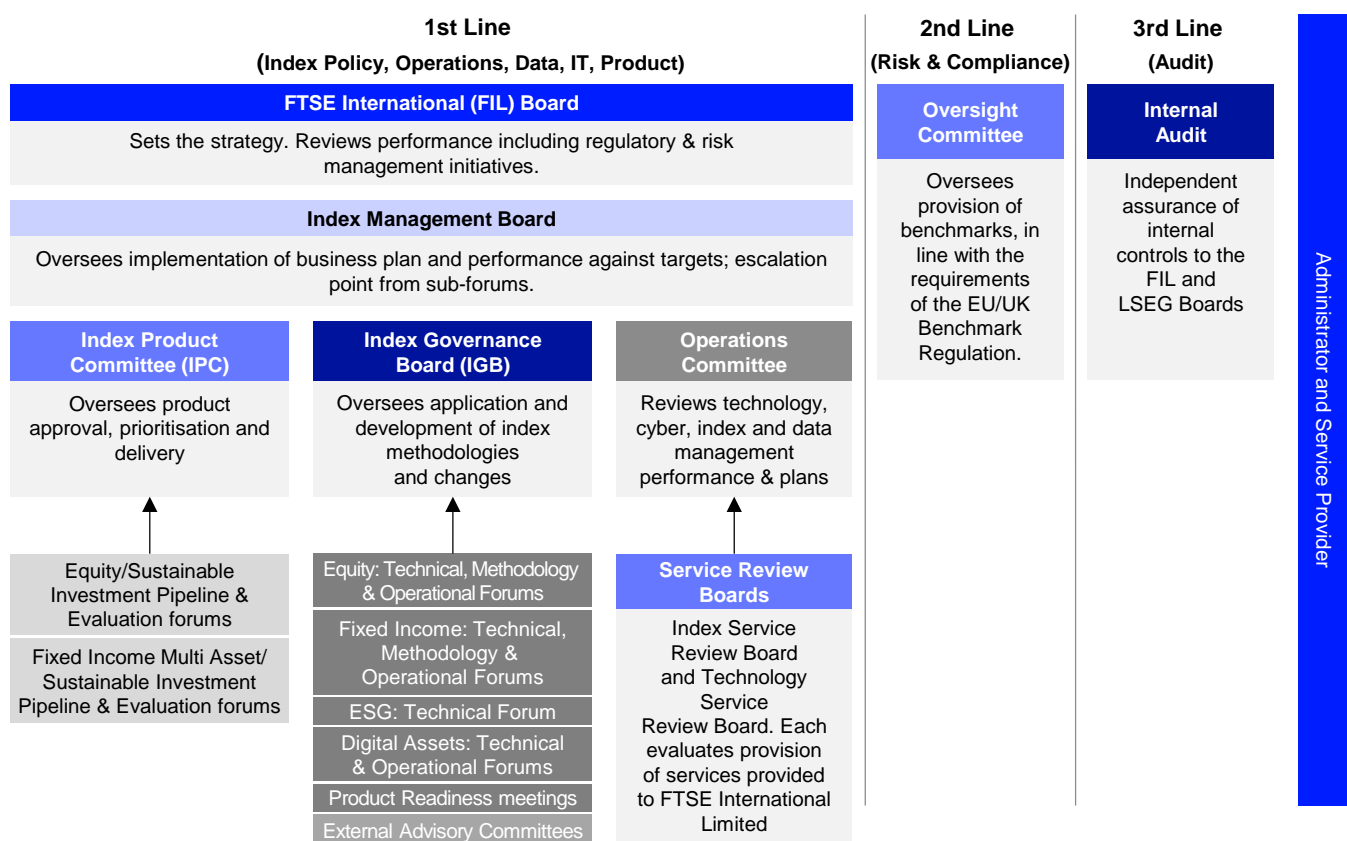 1st Line
(Index Policy, Operations, Data, IT, Product)
FTSE International (FIL) Board
Sets the strategy. Reviews performance including regulatory & risk
management initiatives.
Index Management Board
Oversees implementation of business plan and performance against targets; escalation
point from sub-forums.
Index Product
Committee (IPC)
Oversees product
approval, prioritisation and
delivery
Equity/Sustainable
Investment Pipeline &
Evaluation forums
Fixed Income Multi Asset/
Sustainable Investment
Pipeline & Evaluation forums
Index Governance
Board (IGB)
Oversees application and
development of index
methodologies
and changes
Equity: Technical, Methodology
& Operational Forums
Fixed Income: Technical,
Methodology &
Operational Forums
ESG: Technical Forum
Digital Assets: Technical
& Operational Forums
Product Readiness meetings
External Advisory Committees
Operations
Committee
Reviews technology,
cyber, index and data
management
performance & plans
Service Review
Boards
Index Service
Review Board
and Technology
Service
Review Board. Each
evaluates provision
of services provided
to FTSE International
Limited
2nd Line
(Risk & Compliance)
Oversight
Committee
Oversees
provision of
benchmarks, in
line with the
requirements
of the EU/UK
Benchmark
Regulation.
3rd Line
(Audit)
Internal
Audit
Independent
assurance of
internal
controls to the
FIL and
LSEG Boards
Administrator and Service Provider